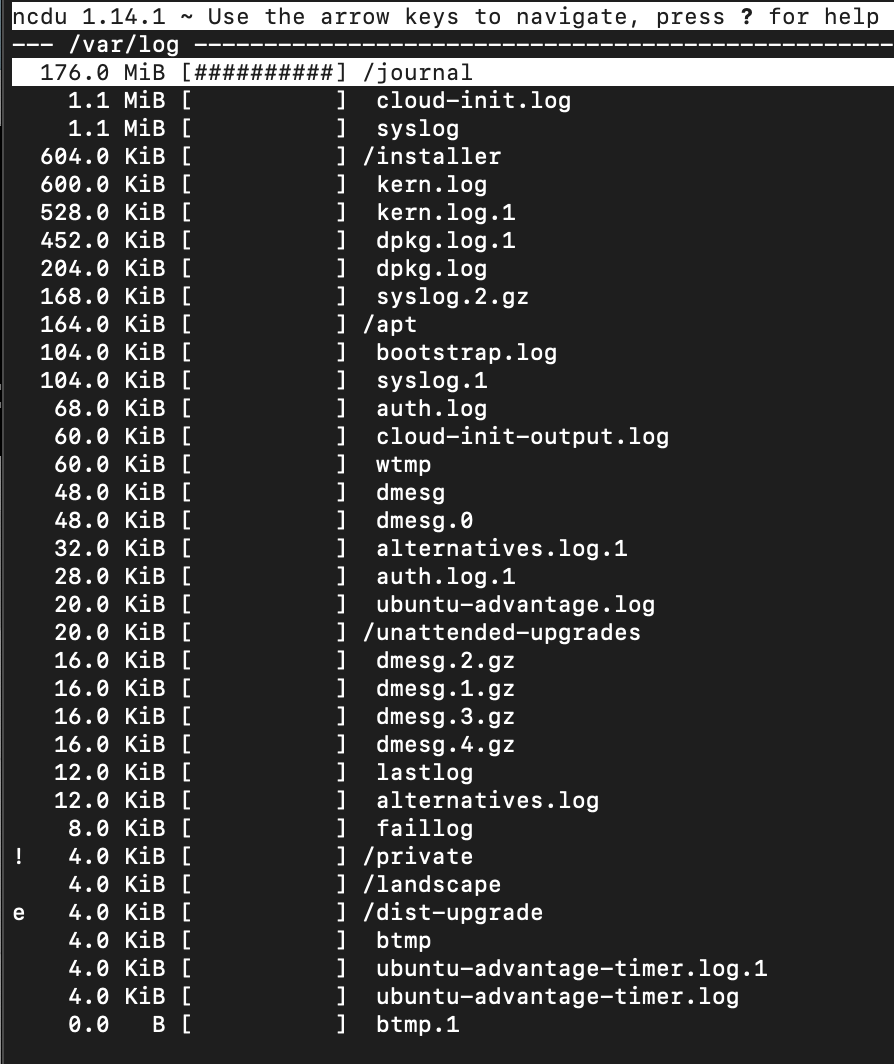 ncdu 1.14.1 ~ Use the arrow keys to navigate, press ? for help
--- /var/log --------------------------------------------------
  176.0 MiB [##########] /journal
    1.1 MiB [          ]  cloud-init.log
    1.1 MiB [          ]  syslog
  604.0 KiB [          ] /installer
  600.0 KiB [          ]  kern.log
  528.0 KiB [          ]  kern.log.1
  452.0 KiB [          ]  dpkg.log.1
  204.0 KiB [          ]  dpkg.log
  168.0 KiB [          ]  syslog.2.gz
  164.0 KiB [          ] /apt
  104.0 KiB [          ]  bootstrap.log
  104.0 KiB [          ]  syslog.1
   68.0 KiB [          ]  auth.log
   60.0 KiB [          ]  cloud-init-output.log
   60.0 KiB [          ]  wtmp
   48.0 KiB [          ]  dmesg
   48.0 KiB [          ]  dmesg.0
   32.0 KiB [          ]  alternatives.log.1
   28.0 KiB [          ]  auth.log.1
   20.0 KiB [          ]  ubuntu-advantage.log
   20.0 KiB [          ] /unattended-upgrades
   16.0 KiB [          ]  dmesg.2.gz
   16.0 KiB [          ]  dmesg.1.gz
   16.0 KiB [          ]  dmesg.3.gz
   16.0 KiB [          ]  dmesg.4.gz
   12.0 KiB [          ]  lastlog
   12.0 KiB [          ]  alternatives.log
    8.0 KiB [          ]  faillog
!   4.0 KiB [          ] /private
    4.0 KiB [          ] /landscape
e   4.0 KiB [          ] /dist-upgrade
    4.0 KiB [          ]  btmp
    4.0 KiB [          ]  ubuntu-advantage-timer.log.1
    4.0 KiB [          ]  ubuntu-advantage-timer.log
    0.0   B [          ]  btmp.1